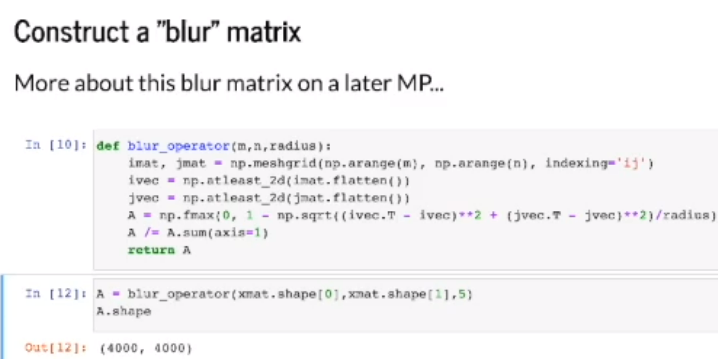 Construct a "blur" matrix
More about this blur matrix on a later MP...
In [10]: def blur_operator(m,n,radius):
imat, jmat = np.meshgrid(np.arange(m), np.arange(n), indexing='ij')
ivec = np.atleast_2d(imat.flatten())
jvec = np.atleast_2d(jmat.flatten())
A = np.fmax(0, 1 - np.sqrt((ivec.T - ivec)**2 + (jvec.T - jvec)**2)/radius)
A /= A.sum(axis=1)
return A
In [12]: A = blur_operator(xmat.shape[0],xmat.shape[1],5)
A.shape
Out[12]: (4000, 4000)